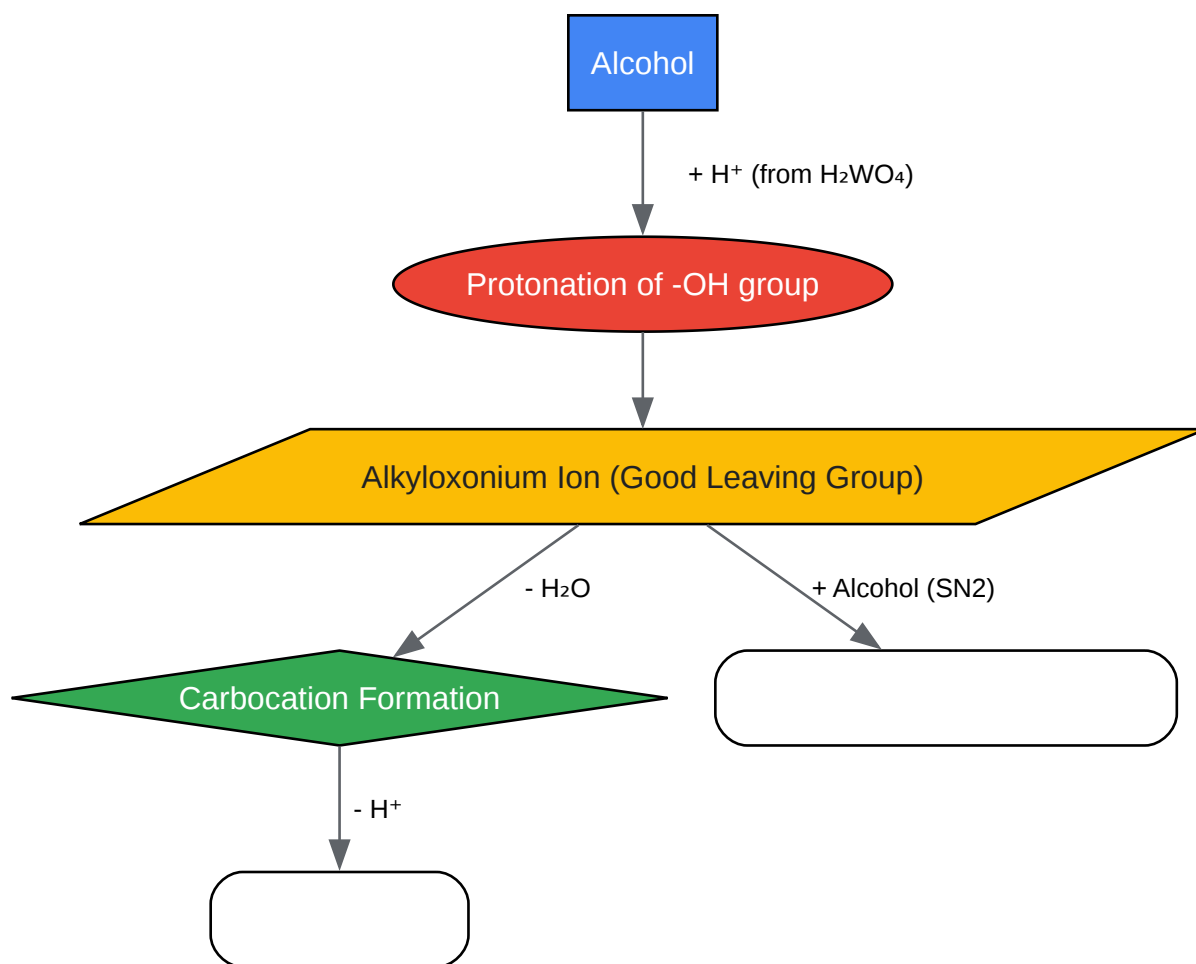 Alcohol
+ H⁺ (from H₂WO₄)
Protonation of -OH group
Alkyloxonium Ion (Good Leaving Group)
- H₂O
+ Alcohol (SN2)
Carbocation Formation
- H⁺